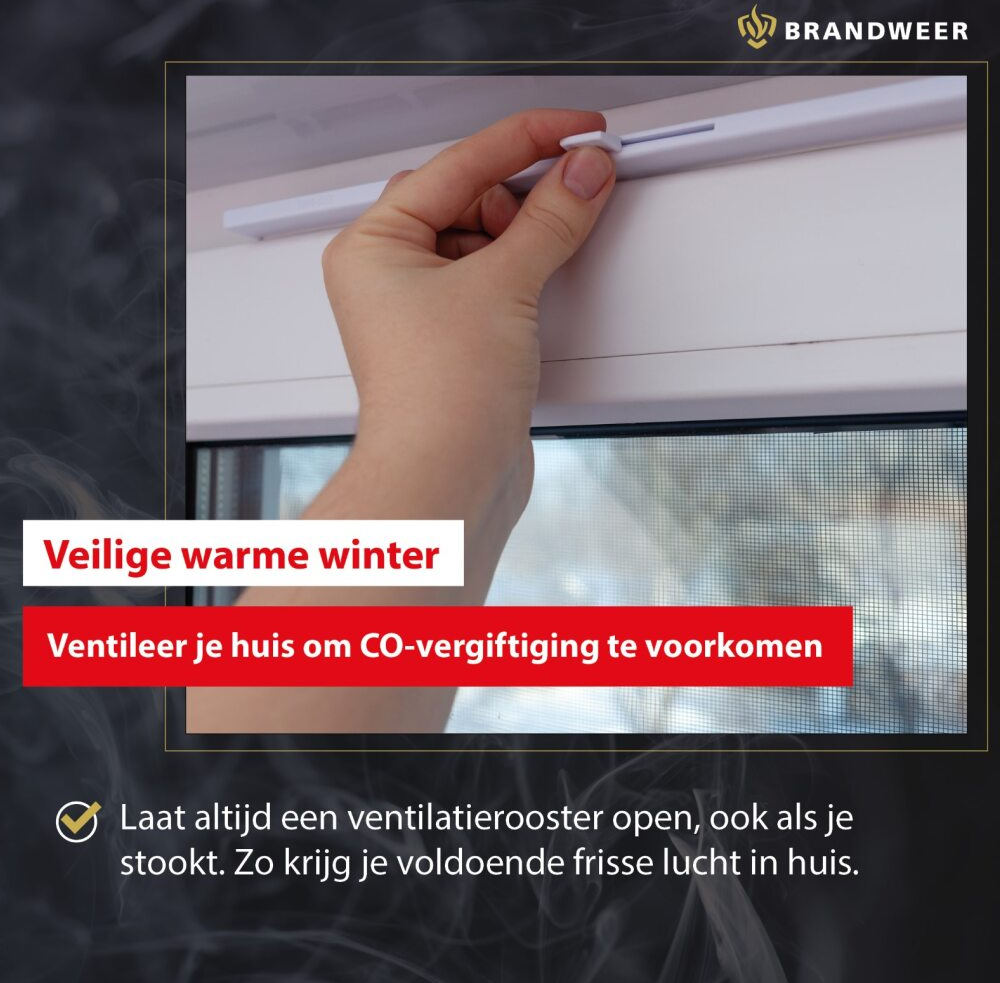 BRANDWEER
Veilige warme winter
Ventileer je huis om CO-vergiftiging te voorkomen
Laat altijd een ventilatierooster open, ook als je
stookt. Zo krijg je voldoende frisse lucht in huis.